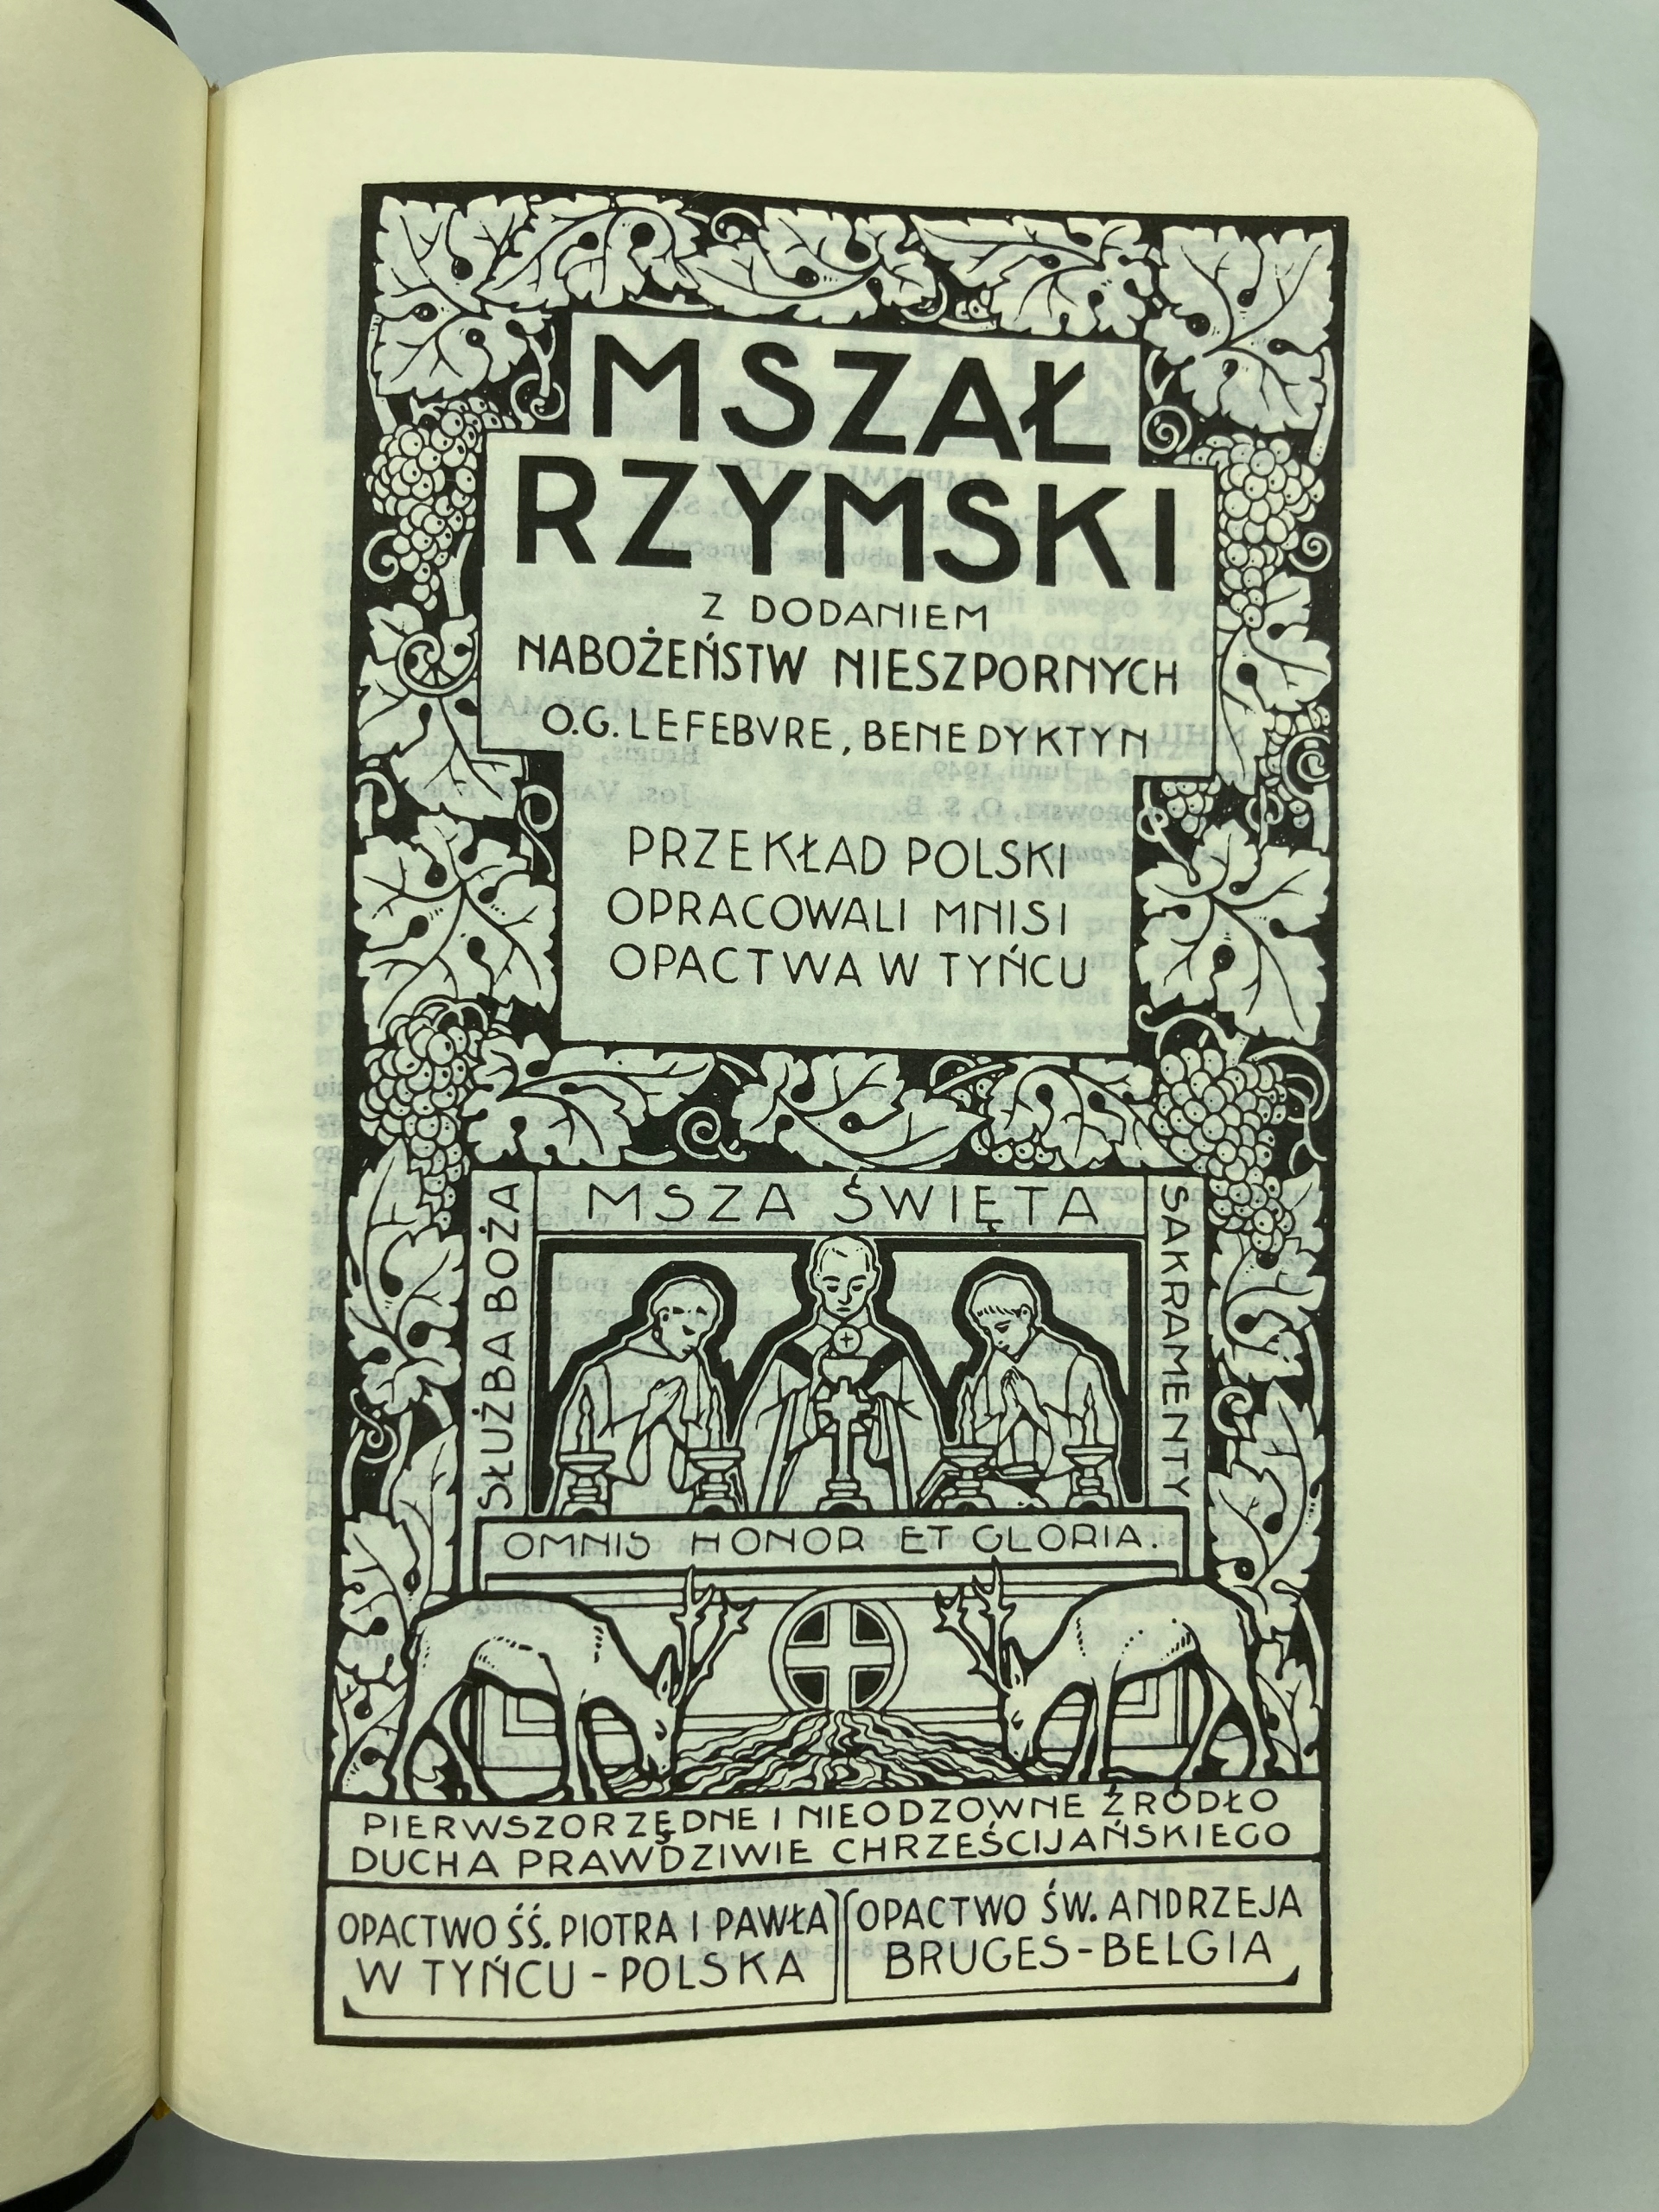 MSZAŁ
RZYMSKI
Z DODANIEM
NABOŻEŃSTW NIESZPORNYCH
O.G. LEFEBVRE, BENEDYKTYN
PRZEKŁAD POLSKI
OPRACOWALI MNISI
OPACTWA W TYŃCU
MSZA ŚWIĘTA
SŁUŻBA BOŻA
SAKRAMENTY
OMNIS HONOR ET GLORIA.
PIERWSZORZĘDNE I NIEODZOWNE ŹRÓDŁO
DUCHA PRAWDZIWIE CHRZEŚCIJAŃSKIEGO
OPACTWO ŚŚ. PIOTRA I PAWŁA
W TYŃCU - POLSKA
OPACTWO ŚW. ANDRZEJA
BRUGES - BELGIA